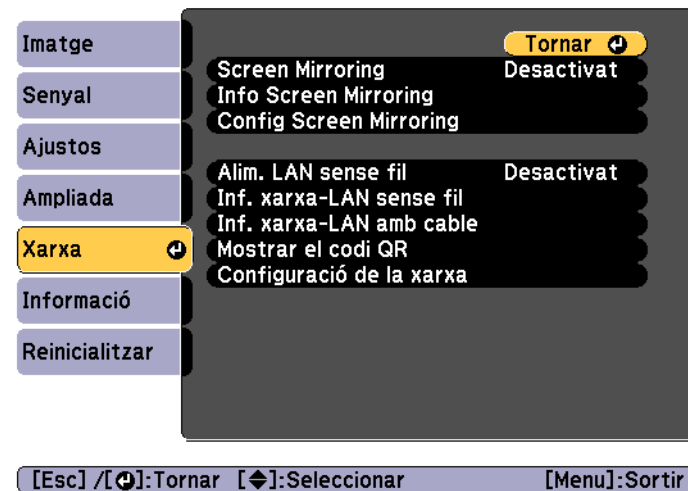 Imatge
Senyal
Ajustos
Ampliada
Xarxa
Informació
Reinicialitzar
Tornar
Screen Mirroring Desactivat
Info Screen Mirroring
Config Screen Mirroring
Alim. LAN sense fil Desactivat
Inf. xarxa-LAN sense fil
Inf. xarxa-LAN amb cable
Mostrar el codi QR
Configuració de la xarxa
[Esc] /[⏎]:Tornar [◆]:Seleccionar [Menu]:Sortir